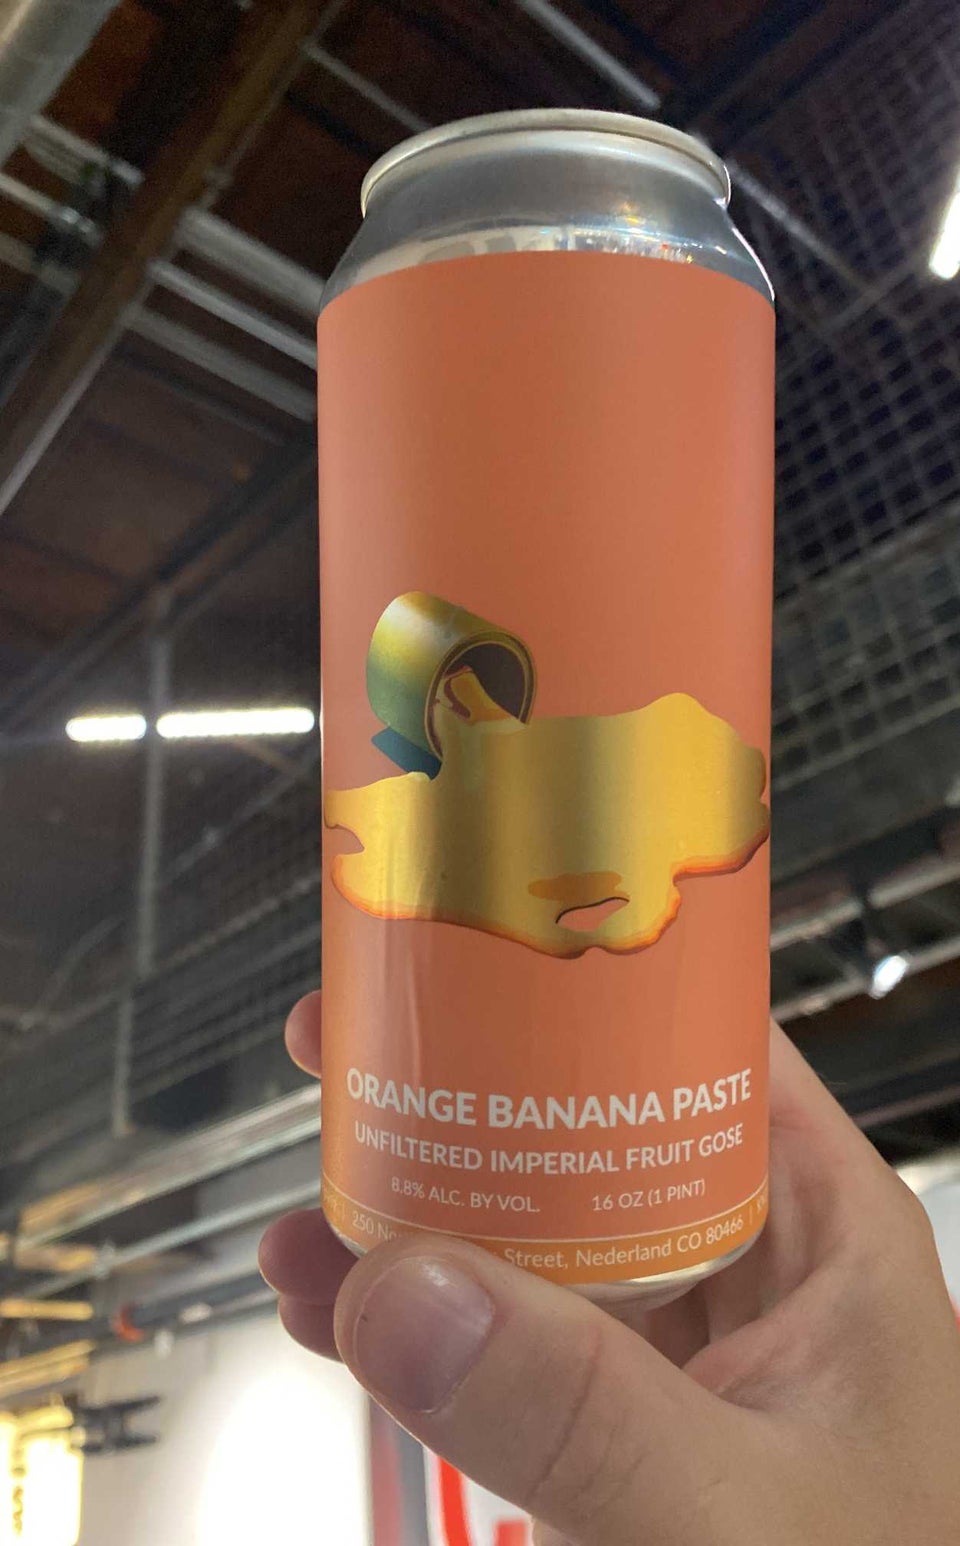 ORANGE BANANA PASTE
UNFILTERED IMPERIAL FRUIT GOSE
8.8% ALC. BY VOL. 16 OZ (1 PINT)
| 250 Street, Nederland CO 80466 |